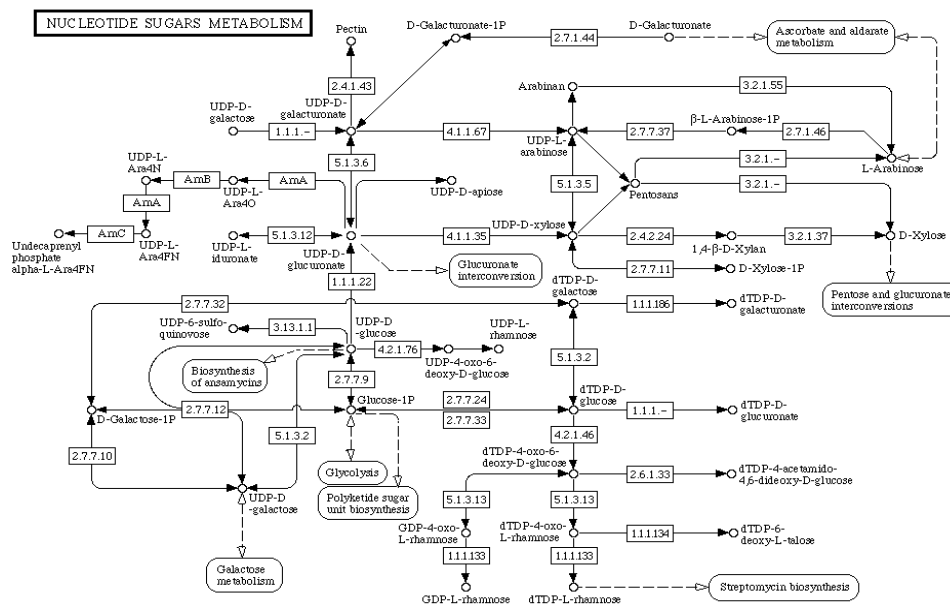 NUCLEOTIDE SUGARS METABOLISM
Pectin
D-Galacturonate-1P
2.7.1.44
D-Galacturonate
Ascorbate and aldarate
metabolism
2.4.1.43
Arabinan
3.2.1.55
UDP-D-
galactose
1.1.1.-
UDP-D-
galacturonate
4.1.1.67
UDP-L-
arabinose
2.7.7.37
β-L-Arabinose-1P
2.7.1.46
L-Arabinose
5.1.3.6
5.1.3.5
3.2.1.-
Pentosans
3.2.1.-
UDP-L-
Ara4N
ArnB
UDP-L-
Ara4O
ArnA
UDP-D-apiose
ArnA
Undecaprenyl
phosphate
alpha-L-Ara4FN
ArnC
UDP-L-
Ara4FN
UDP-L-
iduronate
5.1.3.12
UDP-D-
glucuronate
4.1.1.35
UDP-D-xylose
2.4.2.24
1,4-β-D-Xylan
3.2.1.37
D-Xylose
Glucuronate
interconversion
2.7.7.11
D-Xylose-1P
1.1.1.22
Pentose and glucuronate
interconversions
2.7.7.32
dTDP-D-
galactose
1.1.1.186
dTDP-D-
galacturonate
UDP-6-sulfo-
quinovose
3.13.1.1
UDP-D
-glucose
4.2.1.76
UDP-4-oxo-6-
deoxy-D-glucose
UDP-L-
rhamnose
5.1.3.2
Biosynthesis
of ansamycins
2.7.7.9
D-Galactose-1P
2.7.7.12
Glucose-1P
2.7.7.24
2.7.7.33
dTDP-D-
glucose
1.1.1.-
dTDP-D-
glucuronate
2.7.7.10
5.1.3.2
4.2.1.46
Glycolysis
Polyketide sugar
unit biosynthesis
dTDP-4-oxo-6-
deoxy-D-glucose
2.6.1.33
dTDP-4-acetamido-
4,6-dideoxy-D-glucose
UDP-D
-galactose
5.1.3.13
5.1.3.13
GDP-4-oxo-
L-rhamnose
dTDP-4-oxo-
L-rhamnose
1.1.1.134
dTDP-6-
deoxy-L-talose
1.1.1.133
1.1.1.133
Galactose
metabolism
GDP-L-rhamnose
dTDP-L-rhamnose
Streptomycin biosynthesis